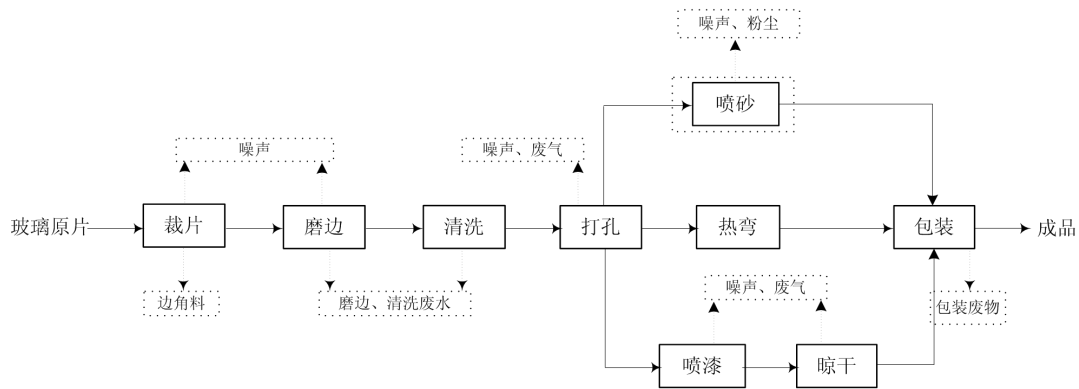 噪声、粉尘
喷砂
噪声
噪声、废气
玻璃原片
裁片
磨边
清洗
打孔
热弯
包装
成品
边角料
磨边、清洗废水
噪声、废气
包装废物
喷漆
晾干